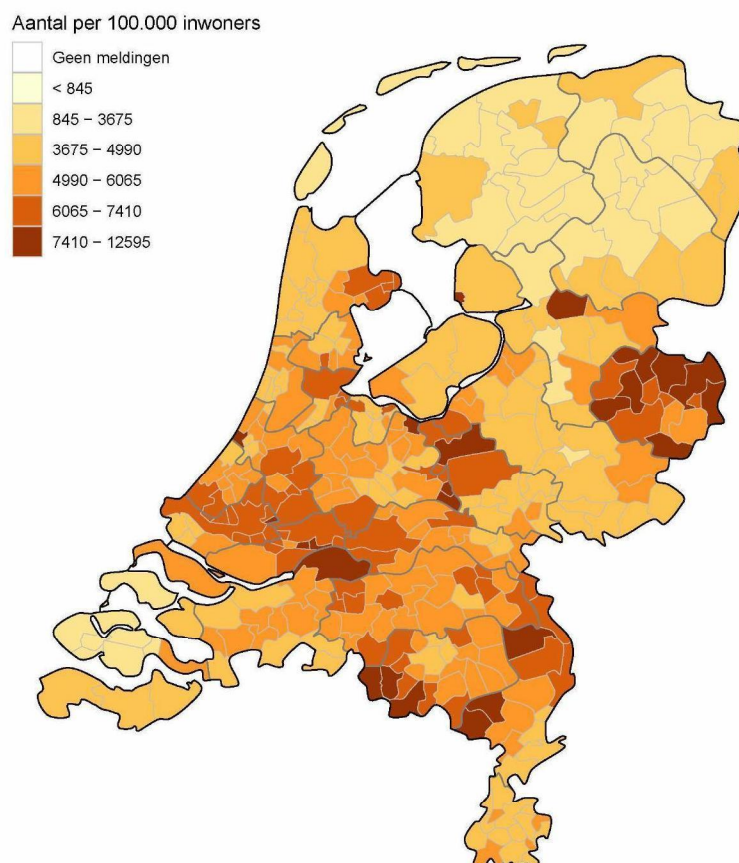 Aantal per 100.000 inwoners
Geen meldingen
< 845
845 – 3675
3675 – 4990
4990 – 6065
6065 – 7410
7410 – 12595